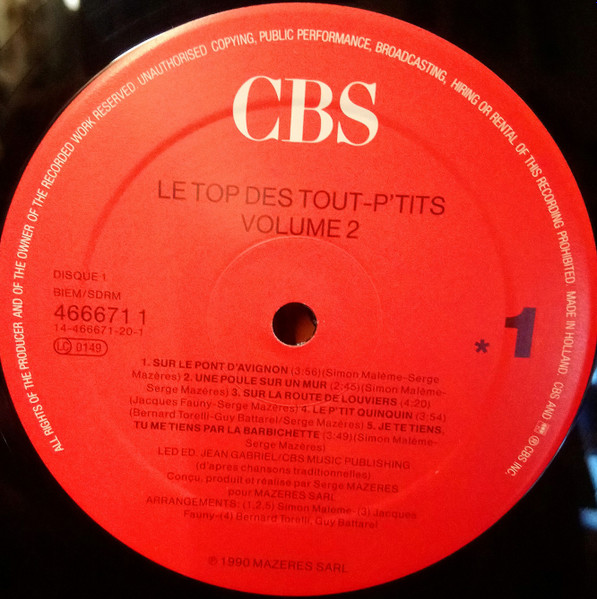 ALL RIGHTS OF THE PRODUCER AND OF THE OWNER OF THE RECORDED WORK RESERVED. UNAUTHORISED COPYING, PUBLIC PERFORMANCE, BROADCASTING, HIRING OR RENTAL OF THIS RECORDING PROHIBITED. MADE IN HOLLAND. CBS AND ℗ CBS INC.
CBS
LE TOP DES TOUT-P'TITS
VOLUME 2
DISQUE 1
BIEM/SDRM
466671 1
14-466671-20-1
LC 0149
* 1
1. SUR LE PONT D'AVIGNON (3:56)(Simon Malème-Serge
Mazères) 2. UNE POULE SUR UN MUR (2:45)(Simon Malème-
Serge Mazères) 3. SUR LA ROUTE DE LOUVIERS (4:20)
(Jacques Fauny-Serge Mazères) 4. LE P'TIT QUINQUIN (3:54)
(Bernard Torelli-Guy Battarel/Serge Mazères) 5. JE TE TIENS,
TU ME TIENS PAR LA BARBICHETTE (3:49)(Simon Malème-
Serge Mazères)
LED ED. JEAN GABRIEL/CBS MUSIC PUBLISHING
(d'après chansons traditionnelles)
Conçu, produit et réalisé par Serge MAZERES
pour MAZERES SARL
ARRANGEMENTS: (1,2,5) Simon Malème-(3) Jacques
Fauny-(4) Bernard Torelli, Guy Battarel
℗ 1990 MAZERES SARL